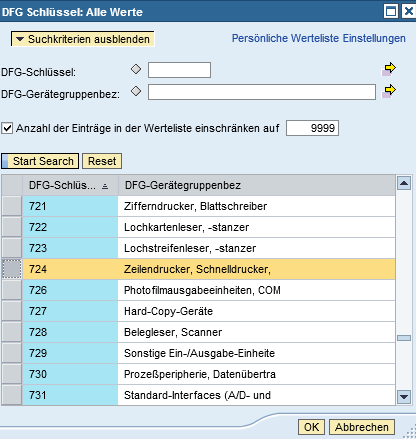 DFG Schlüssel: Alle Werte
Suchkriterien ausblenden
Persönliche Werteliste Einstellungen
DFG-Schlüssel:
DFG-Gerätegruppenbez:
Anzahl der Einträge in der Werteliste einschränken auf 9999
Start Search Reset
DFG-Schlüs... DFG-Gerätegruppenbez
721 Zifferndrucker, Blattschreiber
722 Lochkartenleser, -stanzer
723 Lochstreifenleser, -stanzer
724 Zeilendrucker, Schnelldrucker,
726 Photofilmausgabeeinheiten, COM
727 Hard-Copy-Geräte
728 Belegleser, Scanner
729 Sonstige Ein-/Ausgabe-Einheite
730 Prozeßperipherie, Datenübertra
731 Standard-Interfaces (A/D- und
OK Abbrechen